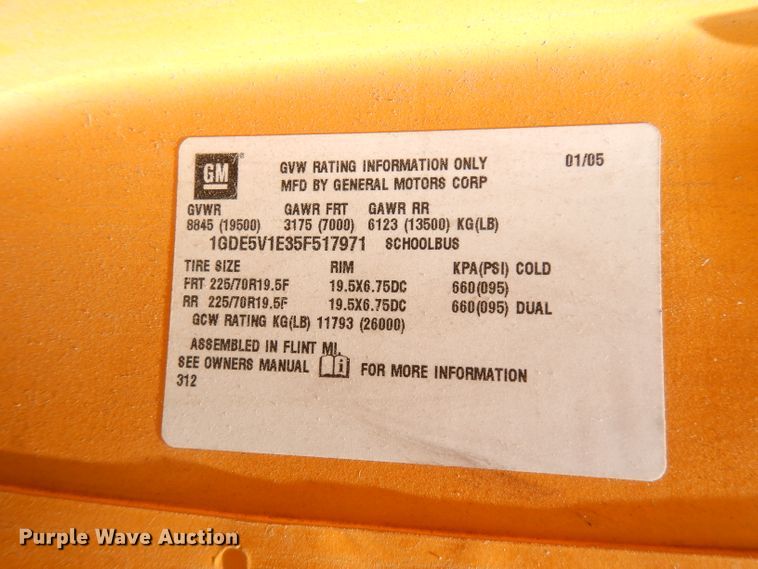 GM GVW RATING INFORMATION ONLY 01/05
MFD BY GENERAL MOTORS CORP
GVWR GAWR FRT GAWR RR
8845 (19500) 3175 (7000) 6123 (13500) KG(LB)
1GDE5V1E35F517971 SCHOOLBUS
TIRE SIZE RIM KPA(PSI) COLD
FRT 225/70R19.5F 19.5X6.75DC 660(095)
RR 225/70R19.5F 19.5X6.75DC 660(095) DUAL
GCW RATING KG(LB) 11793 (26000)
ASSEMBLED IN FLINT MI.
SEE OWNERS MANUAL i FOR MORE INFORMATION
312
Purple Wave Auction